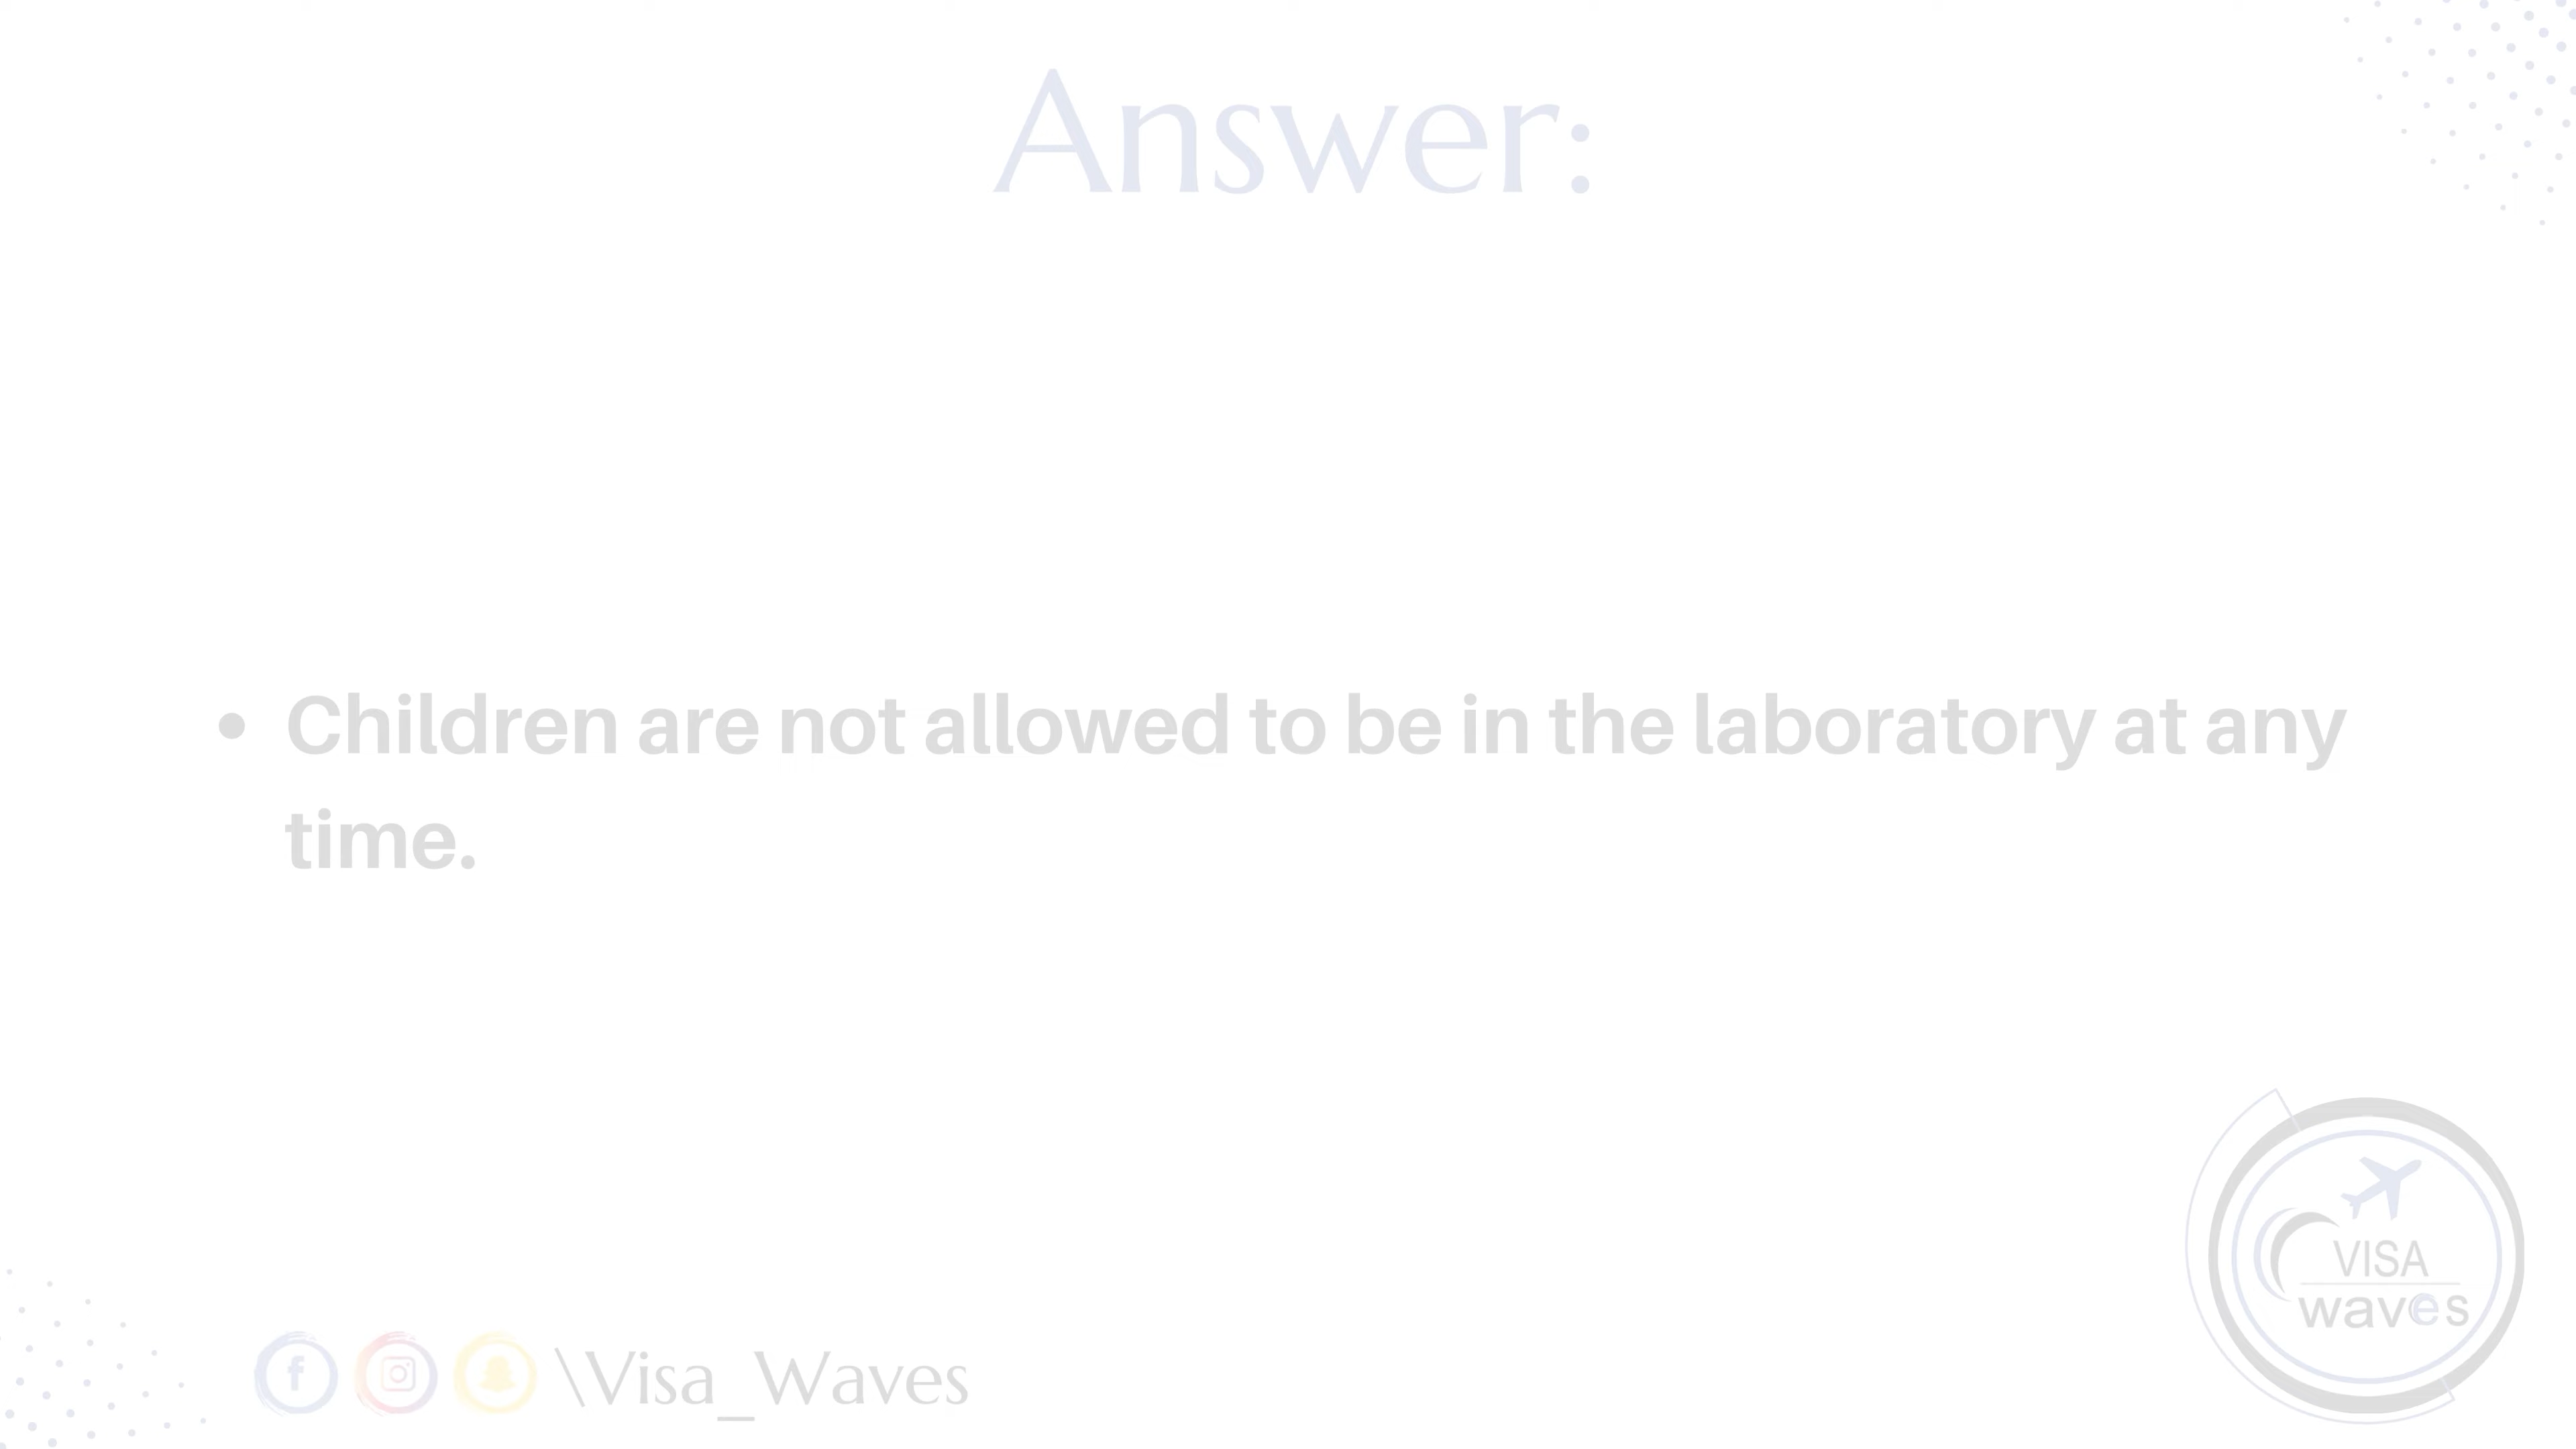 Answer:
• Children are not allowed to be in the laboratory at any
time.
VISA
waves
\Visa_Waves